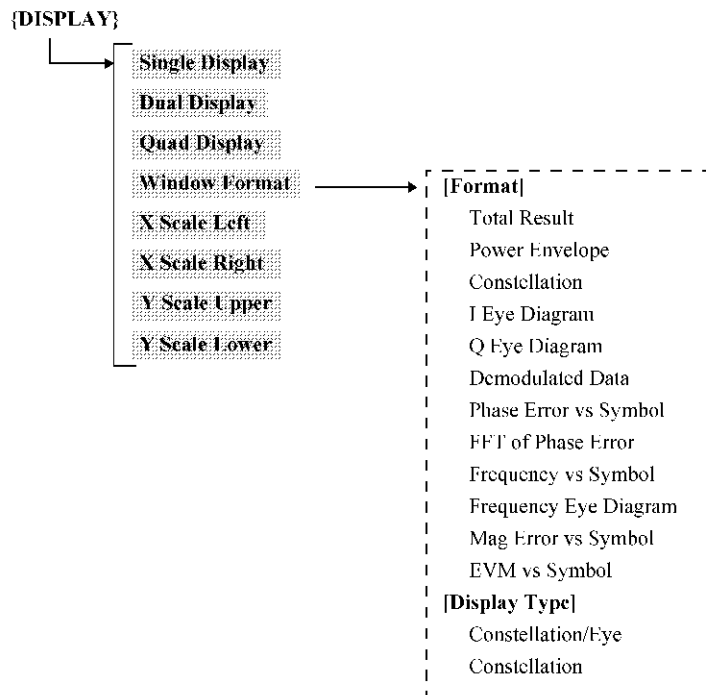 {DISPLAY}
Single Display
Dual Display
Quad Display
Window Format
X Scale Left
X Scale Right
Y Scale Upper
Y Scale Lower
[Format]
Total Result
Power Envelope
Constellation
I Eye Diagram
Q Eye Diagram
Demodulated Data
Phase Error vs Symbol
FFT of Phase Error
Frequency vs Symbol
Frequency Eye Diagram
Mag Error vs Symbol
EVM vs Symbol
[Display Type]
Constellation/Eye
Constellation